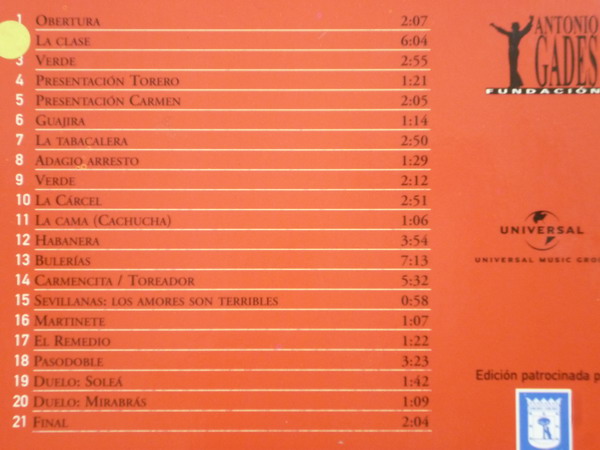 1 OBERTURA 2:07
LA CLASE 6:04
3 VERDE 2:55
4 PRESENTACIÓN TORERO 1:21
5 PRESENTACIÓN CARMEN 2:05
6 GUAJIRA 1:14
7 LA TABACALERA 2:50
8 ADAGIO ARRESTO 1:29
9 VERDE 2:12
10 LA CÁRCEL 2:51
11 LA CAMA (CACHUCHA) 1:06
12 HABANERA 3:54
13 BULERÍAS 7:13
14 CARMENCITA / TOREADOR 5:32
15 SEVILLANAS: LOS AMORES SON TERRIBLES 0:58
16 MARTINETE 1:07
17 EL REMEDIO 1:22
18 PASODOBLE 3:23
19 DUELO: SOLEÁ 1:42
20 DUELO: MIRABRÁS 1:09
21 FINAL 2:04
ANTONIO
GADES
FUNDACIÓN
UNIVERSAL
UNIVERSAL MUSIC GRO
Edición patrocinada p